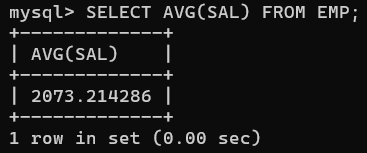 mysql> SELECT AVG(SAL) FROM EMP;
+-------------+
| AVG(SAL)    |
+-------------+
| 2073.214286 |
+-------------+
1 row in set (0.00 sec)